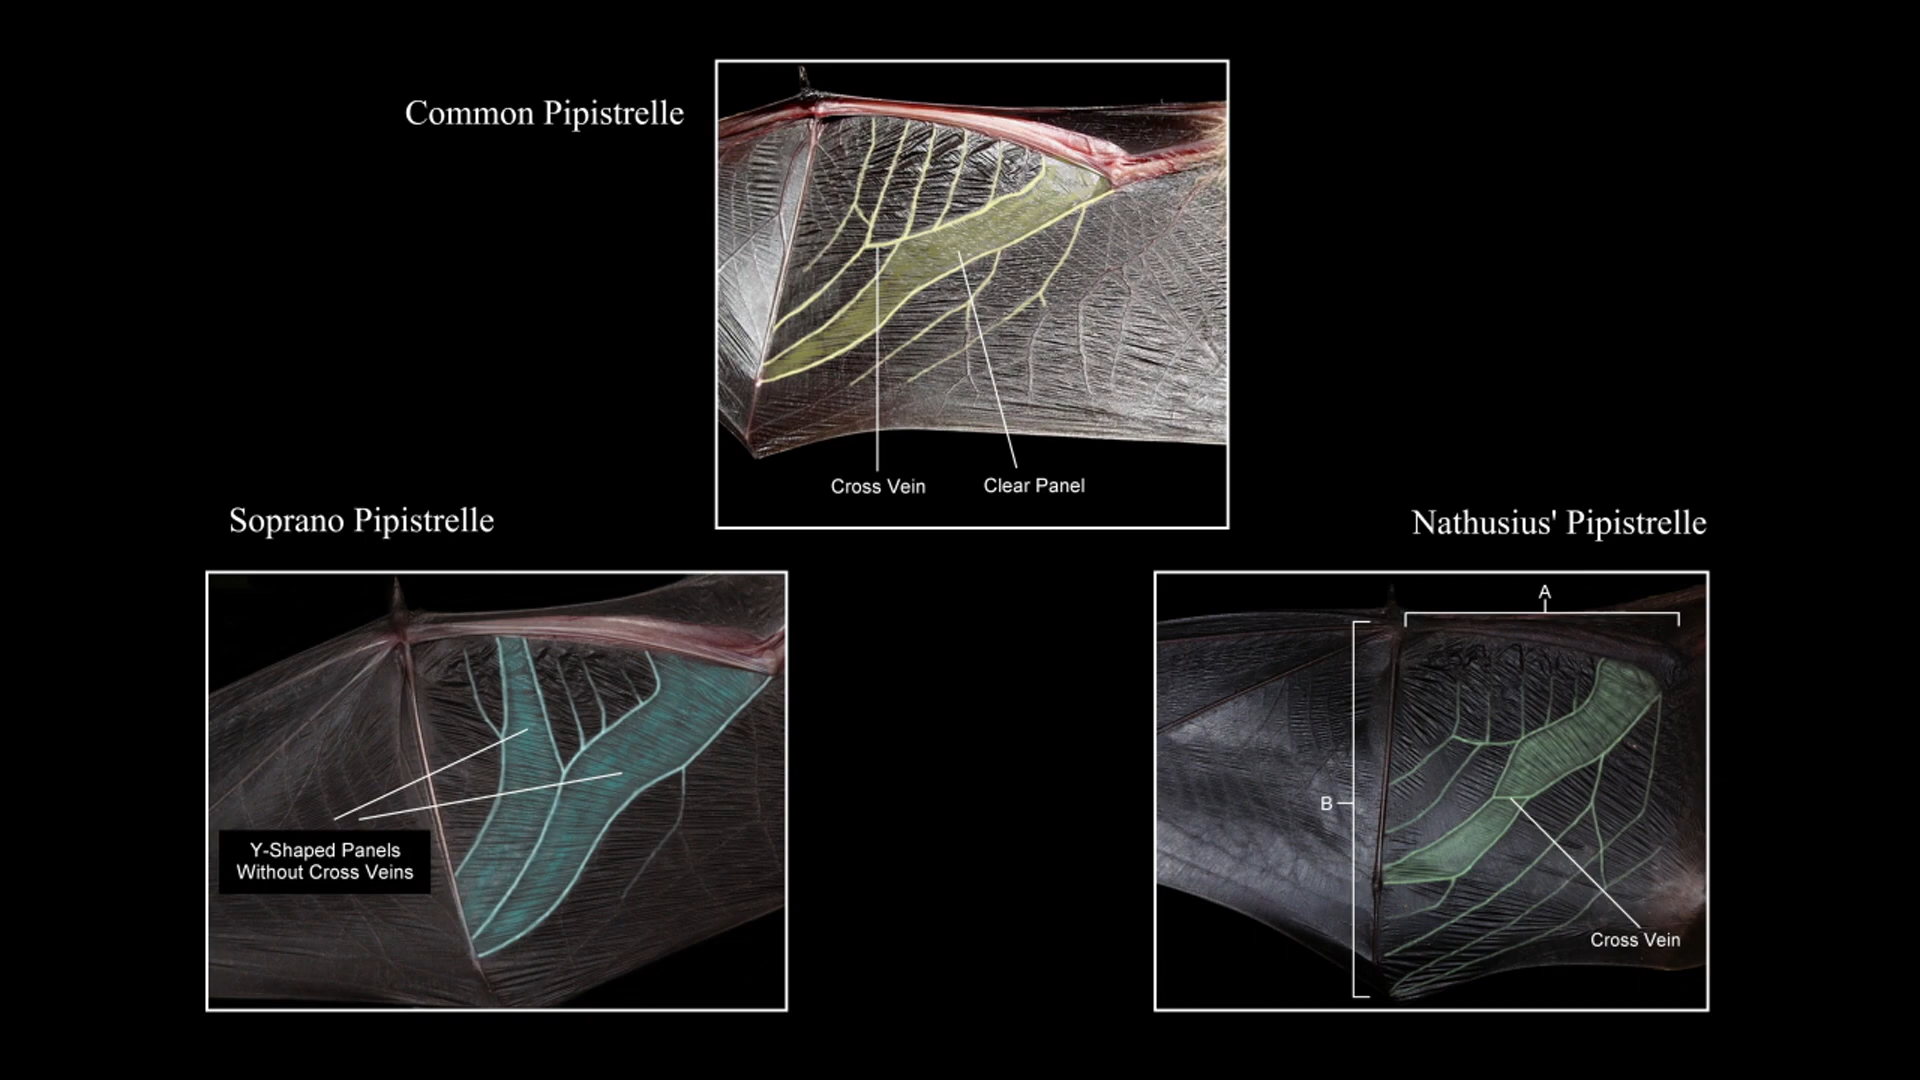 Common Pipistrelle
Cross Vein
Clear Panel
Soprano Pipistrelle
Y-Shaped Panels
Without Cross Veins
Nathusius' Pipistrelle
A
B
Cross Vein